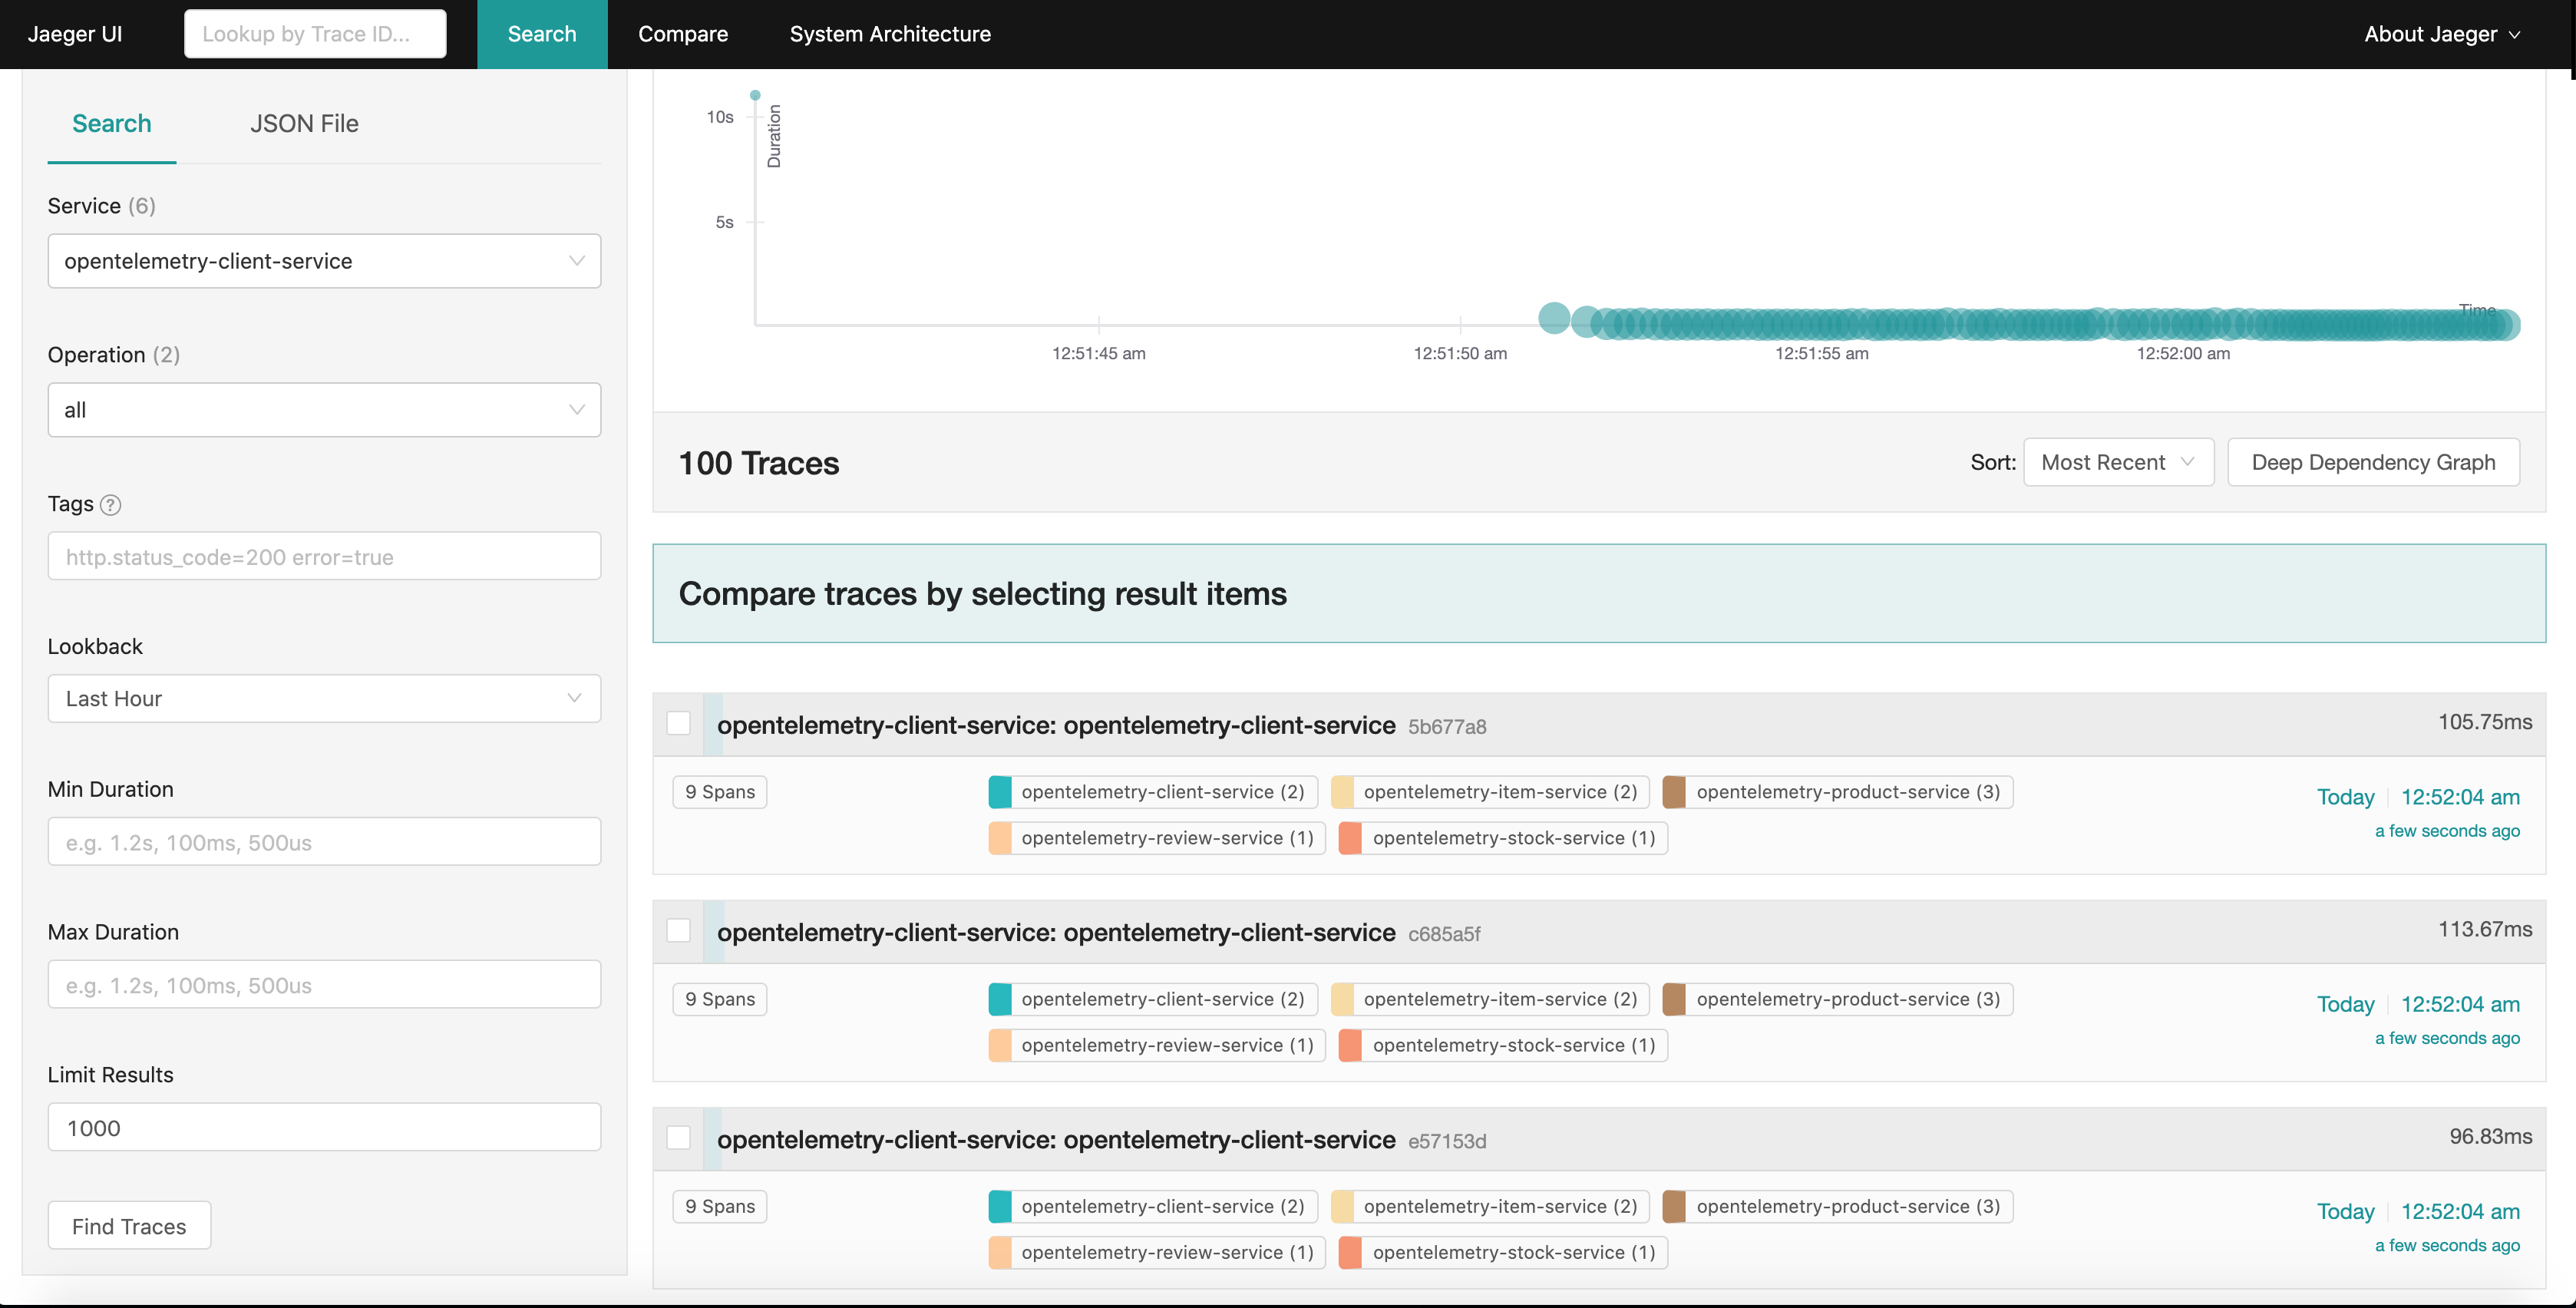 Jaeger UI
Lookup by Trace ID...
Search
Compare
System Architecture
About Jaeger
Search
JSON File
Service (6)
opentelemetry-client-service
Operation (2)
all
Tags ?
http.status_code=200 error=true
Lookback
Last Hour
Min Duration
e.g. 1.2s, 100ms, 500us
Max Duration
e.g. 1.2s, 100ms, 500us
Limit Results
1000
Find Traces
10s
Duration
5s
Time
12:51:45 am
12:51:50 am
12:51:55 am
12:52:00 am
100 Traces
Sort: Most Recent
Deep Dependency Graph
Compare traces by selecting result items
opentelemetry-client-service: opentelemetry-client-service 5b677a8
105.75ms
9 Spans
opentelemetry-client-service (2)
opentelemetry-item-service (2)
opentelemetry-product-service (3)
opentelemetry-review-service (1)
opentelemetry-stock-service (1)
Today 12:52:04 am
a few seconds ago
opentelemetry-client-service: opentelemetry-client-service c685a5f
113.67ms
9 Spans
opentelemetry-client-service (2)
opentelemetry-item-service (2)
opentelemetry-product-service (3)
opentelemetry-review-service (1)
opentelemetry-stock-service (1)
Today 12:52:04 am
a few seconds ago
opentelemetry-client-service: opentelemetry-client-service e57153d
96.83ms
9 Spans
opentelemetry-client-service (2)
opentelemetry-item-service (2)
opentelemetry-product-service (3)
opentelemetry-review-service (1)
opentelemetry-stock-service (1)
Today 12:52:04 am
a few seconds ago